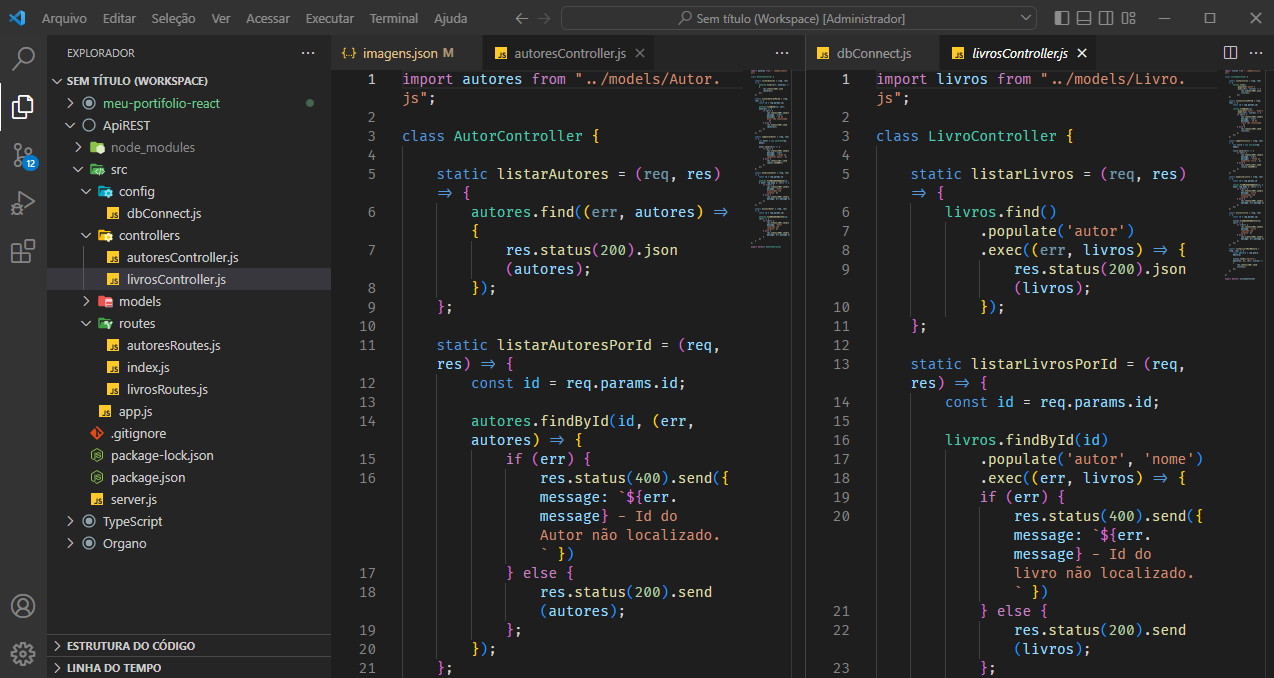 Arquivo Editar Seleção Ver Acessar Executar Terminal Ajuda
Sem título (Workspace) [Administrador]
EXPLORADOR
SEM TÍTULO (WORKSPACE)
meu-portifolio-react
ApiREST
node_modules
src
config
JS dbConnect.js
controllers
JS autoresController.js
JS livrosController.js
models
routes
JS autoresRoutes.js
JS index.js
JS livrosRoutes.js
JS app.js
.gitignore
package-lock.json
package.json
JS server.js
TypeScript
Organo
ESTRUTURA DO CÓDIGO
LINHA DO TEMPO
12
{..} imagens.json M
JS autoresController.js
1 import autores from "../models/Autor.
js";
2
3 class AutorController {
4
5 static listarAutores = (req, res)
=> {
6 autores.find((err, autores) =>
{
7 res.status(200).json
(autores);
8 });
9 };
10
11 static listarAutoresPorId = (req,
res) => {
12 const id = req.params.id;
13
14 autores.findById(id, (err,
autores) => {
15 if (err) {
16 res.status(400).send({
message: `${err.
message} - Id do
Autor não localizado.
` })
17 } else {
18 res.status(200).send
(autores);
19 };
20 });
21 };
JS dbConnect.js
JS livrosController.js
1 import livros from "../models/Livro.
js";
2
3 class LivroController {
4
5 static listarLivros = (req, res)
=> {
6 livros.find()
7 .populate('autor')
8 .exec((err, livros) => {
9 res.status(200).json
(livros);
10 });
11 };
12
13 static listarLivrosPorId = (req,
res) => {
14 const id = req.params.id;
15
16 livros.findById(id)
17 .populate('autor', 'nome')
18 .exec((err, livros) => {
19 if (err) {
20 res.status(400).send({
message: `${err.
message} - Id do
livro não localizado.
` })
21 } else {
22 res.status(200).send
(livros);
23 };